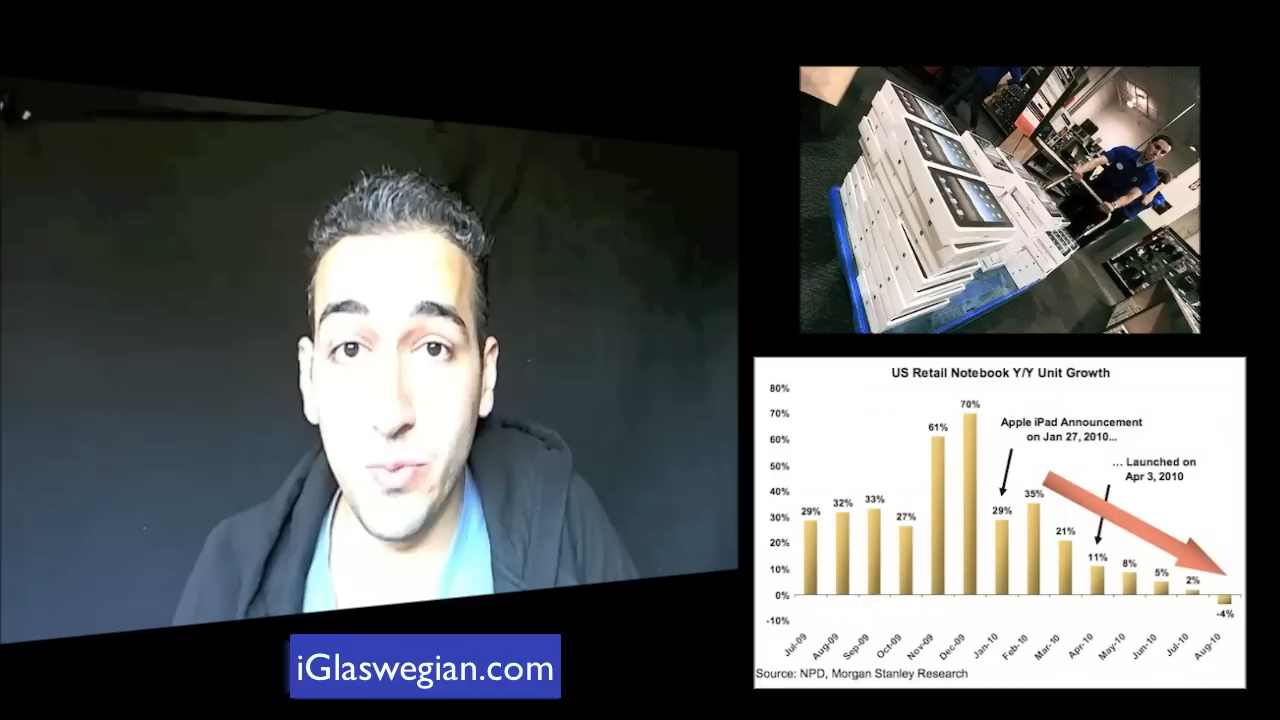 iGlaswegian.com
US Retail Notebook Y/Y Unit Growth
80%
70%
60%
50%
40%
30%
20%
10%
0%
-10%
29%
32%
33%
27%
61%
70%
29%
35%
21%
11%
8%
5%
2%
-4%
Apple iPad Announcement
on Jan 27, 2010...
... Launched on
Apr 3, 2010
Jul-09
Aug-09
Sep-09
Oct-09
Nov-09
Dec-09
Jan-10
Feb-10
Mar-10
Apr-10
May-10
Jun-10
Jul-10
Aug-10
Source: NPD, Morgan Stanley Research